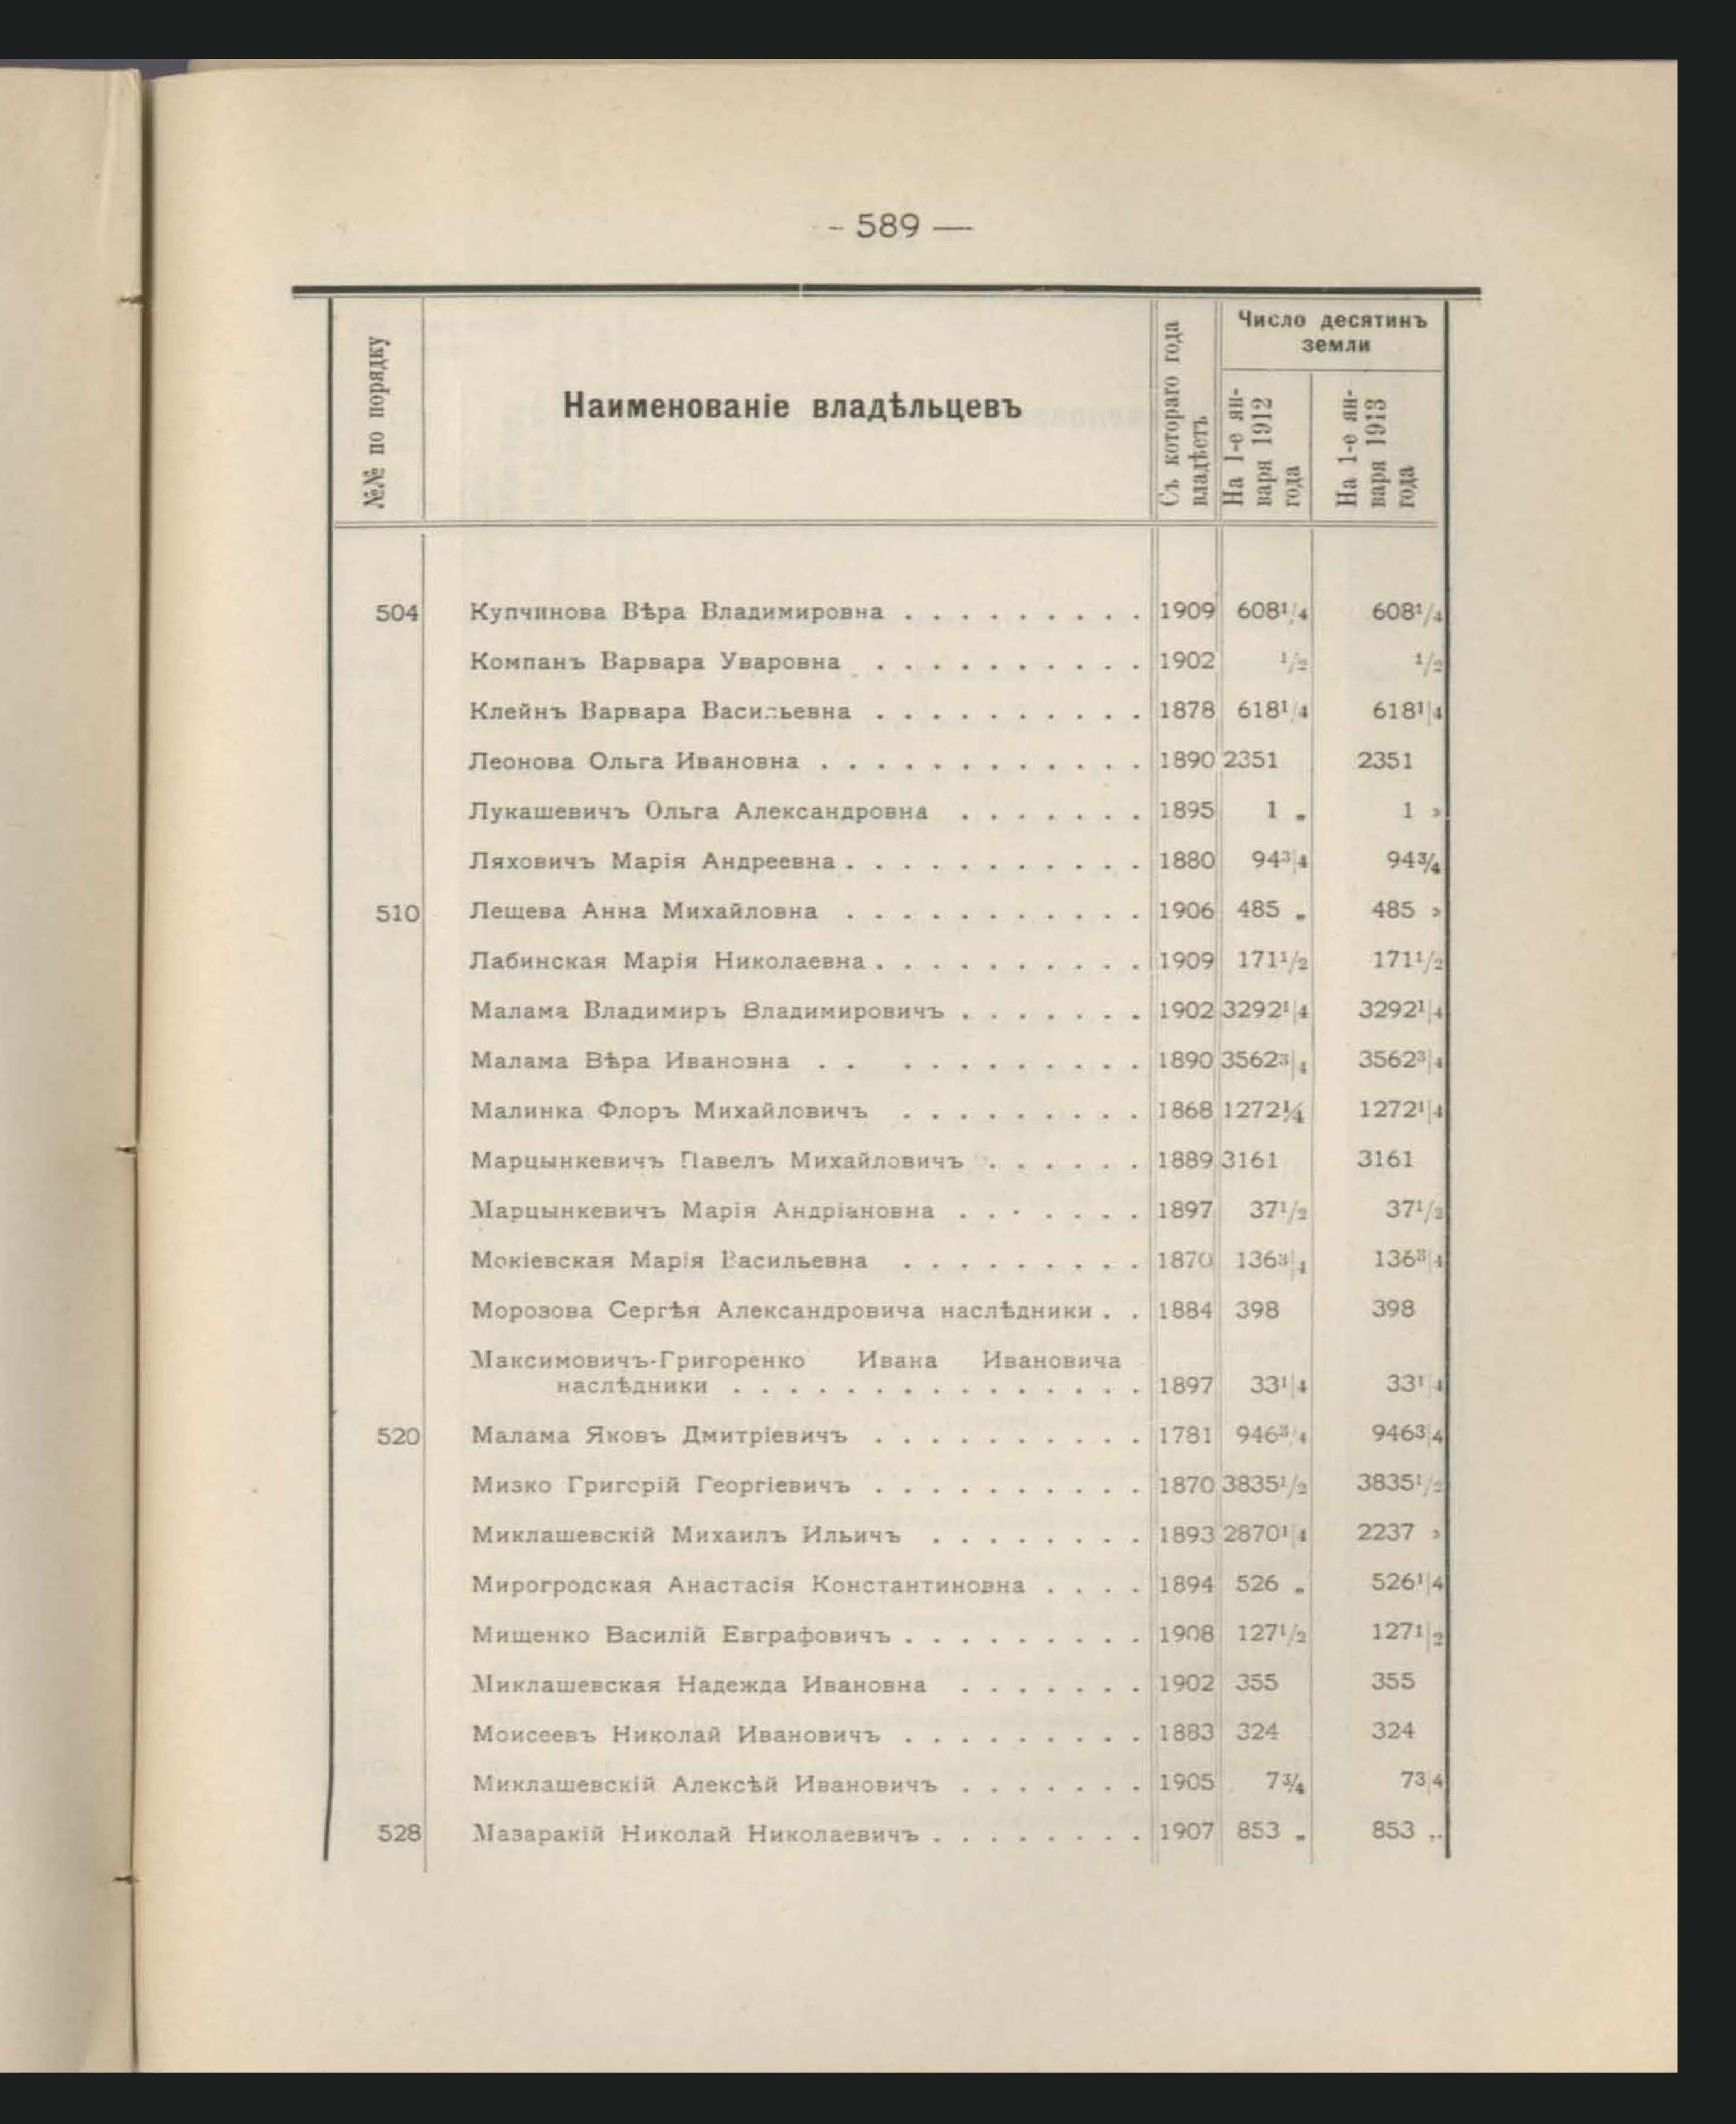 - 589 —
№№ по порядку
Наименованіе владѣльцевъ
Съ котораго года
владѣетъ
Число десятинъ
земли
На 1-е ян-
варя 1912
года
На 1-е ян-
варя 1913
года
504 Купчинова Вѣра Владимировна . . . . . . . . . 1909 608¹/₄ 608¹/₄
Компанъ Варвара Уваровна . . . . . . . . . . 1902 ¹/₂ ¹/₂
Клейнъ Варвара Васильевна . . . . . . . . . . 1878 618¹/₄ 618¹/₄
Леонова Ольга Ивановна . . . . . . . . . . . . 1890 2351 2351
Лукашевичъ Ольга Александровна . . . . . . . 1895 1 „ 1 »
Ляховичъ Марія Андреевна . . . . . . . . . . . 1880 94³/₄ 94³/₄
510 Лещева Анна Михайловна . . . . . . . . . . . 1906 485 „ 485 »
Лабинская Марія Николаевна . . . . . . . . . . 1909 171¹/₂ 171¹/₂
Малама Владимиръ Владимировичъ . . . . . . . 1902 3292¹/₄ 3292¹/₄
Малама Вѣра Ивановна . . . . . . . . . . . 1890 3562³/₄ 3562³/₄
Малинка Флоръ Михайловичъ . . . . . . . . . 1868 1272¹/₄ 1272¹/₄
Марцынкевичъ Павелъ Михайловичъ . . . . . . 1889 3161 3161
Марцынкевичъ Марія Андріановна . . . . . . . 1897 37¹/₂ 37¹/₂
Мокіевская Марія Васильевна . . . . . . . . . 1870 136³/₄ 136³/₄
Морозова Сергѣя Александровича наслѣдники . . 1884 398 398
Максимовичъ-Григоренко Ивана Ивановича
наслѣдники . . . . . . . . . . . . . . . 1897 33¹/₄ 33¹/₄
520 Малама Яковъ Дмитріевичъ . . . . . . . . . . 1781 946³/₄ 946³/₄
Мизко Григорій Георгіевичъ . . . . . . . . . . 1870 3835¹/₂ 3835¹/₂
Миклашевскій Михаилъ Ильичъ . . . . . . . . 1893 2870¹/₄ 2237 »
Мирогродская Анастасія Константиновна . . . . 1894 526 „ 526¹/₄
Мищенко Василій Евграфовичъ . . . . . . . . . 1908 127¹/₂ 127¹/₂
Миклашевская Надежда Ивановна . . . . . . . 1902 355 355
Моисеевъ Николай Ивановичъ . . . . . . . . . 1883 324 324
Миклашевскій Алексѣй Ивановичъ . . . . . . . 1905 7³/₄ 7³/₄
528 Мазаракій Николай Николаевичъ . . . . . . . . 1907 853 „ 853 „